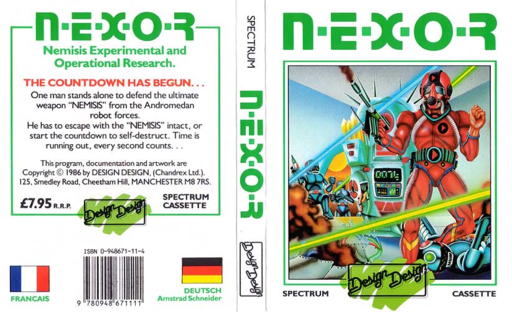 N·E·X·O·R
Nemisis Experimental and
Operational Research.
THE COUNTDOWN HAS BEGUN. . .
One man stands alone to defend the ultimate
weapon “NEMISIS” from the Andromedan
robot forces.
He has to escape with the “NEMISIS” intact, or
start the countdown to self-destruct. Time is
running out, every second counts. . .
This program, documentation and artwork are
Copyright © 1986 by DESIGN DESIGN, (Chandrex Ltd.).
125, Smedley Road, Cheetham Hill, MANCHESTER M8 7RS.
£7.95 R.R.P.
Design Design
SPECTRUM
CASSETTE
ISBN 0-948671-11-4
9 780948 671111
FRANCAIS
DEUTSCH
Amstrad Schneider
SPECTRUM
N·E·X·O·R
Design Design
N·E·X·O·R
007:
Design Design
SPECTRUM
CASSETTE